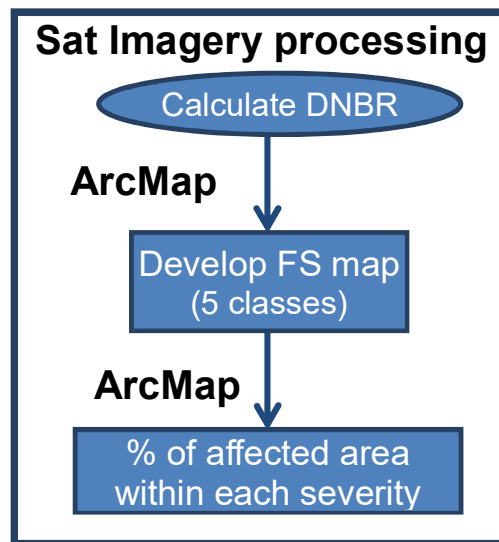 Sat Imagery processing
Calculate DNBR
ArcMap
Develop FS map
(5 classes)
ArcMap
% of affected area
within each severity